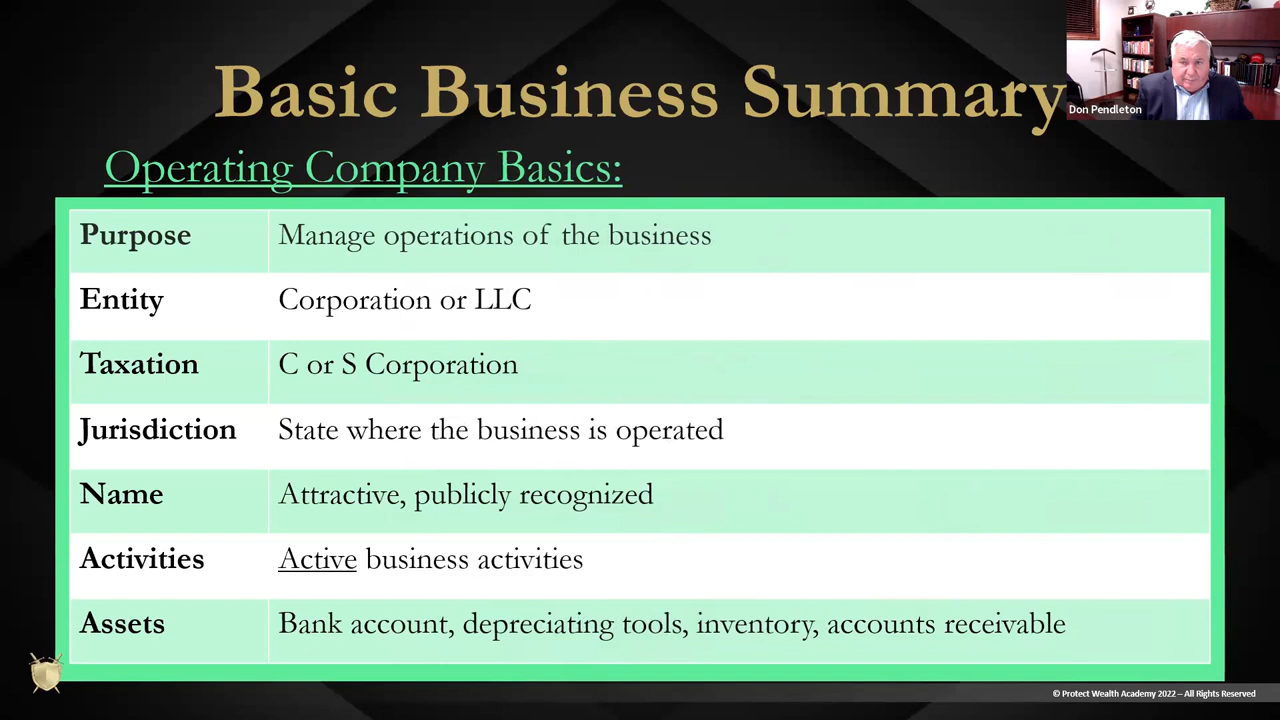 Basic Business Summary
Don Pendleton
Operating Company Basics:
Purpose Manage operations of the business
Entity Corporation or LLC
Taxation C or S Corporation
Jurisdiction State where the business is operated
Name Attractive, publicly recognized
Activities Active business activities
Assets Bank account, depreciating tools, inventory, accounts receivable
© Protect Wealth Academy 2022 – All Rights Reserved